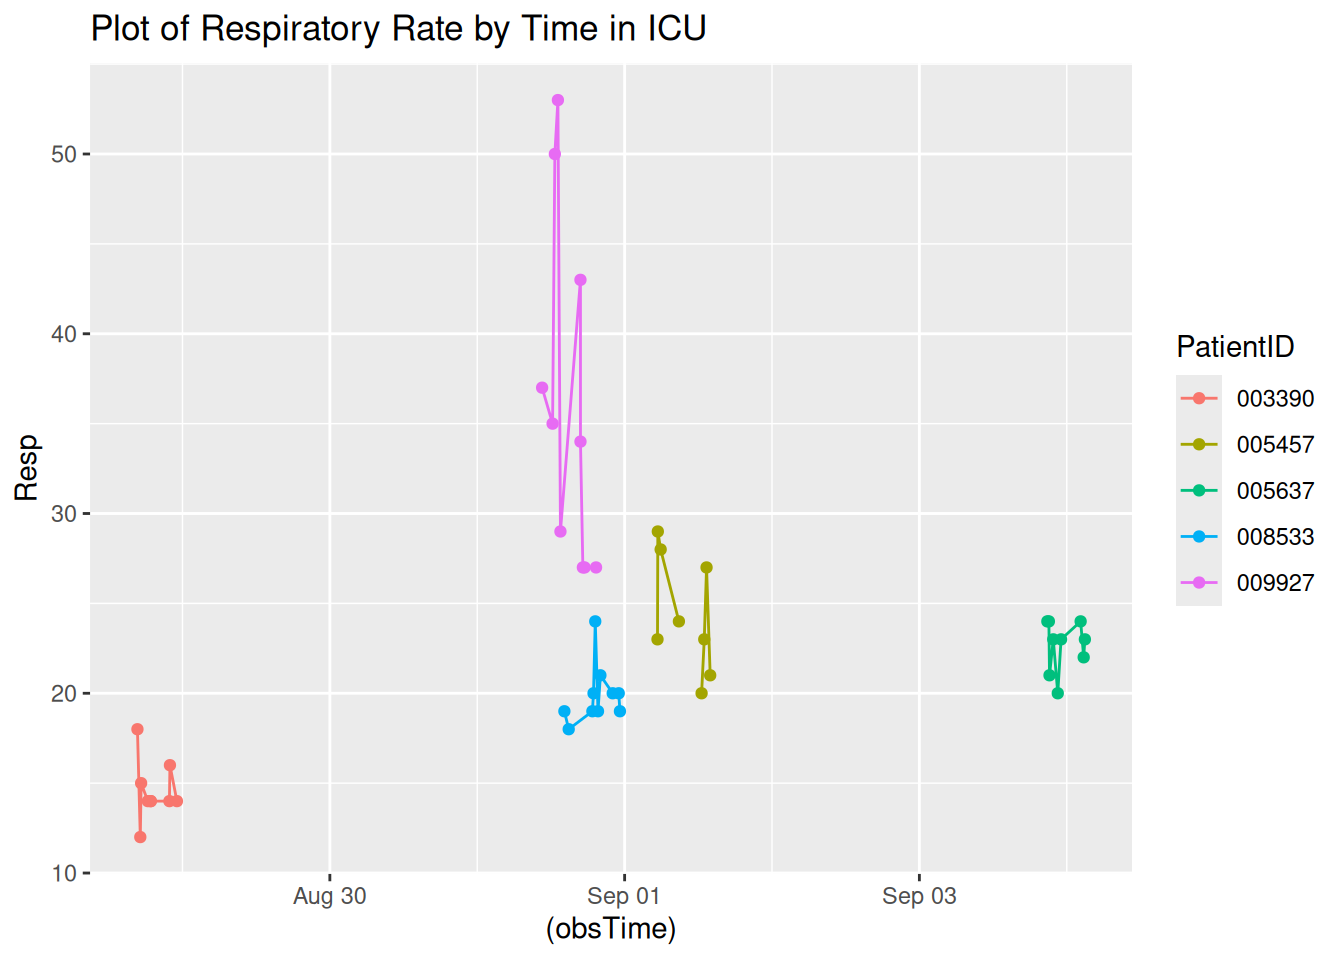 Plot of Respiratory Rate by Time in ICU
50
40
30
20
10
Resp
Aug 30
Sep 01
Sep 03
(obsTime)
PatientID
003390
005457
005637
008533
009927